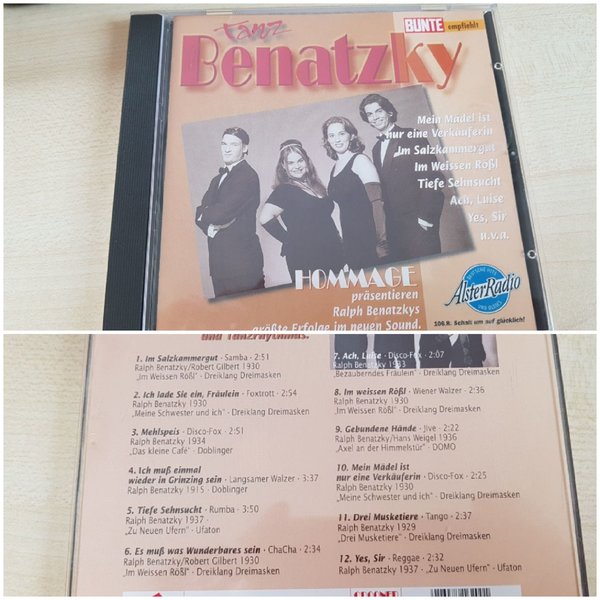 Tanz
BUNTE empfiehlt
Benatzky
Mein Mädel ist
nur eine Verkäuferin
Im Salzkammergut
Im Weissen Rößl
Tiefe Sehnsucht
Ach, Luise
Yes, Sir
u.v.a.
HOMMAGE
präsentieren
Ralph Benatzkys
größte Erfolge im neuen Sound.
DEUTSCHE HITS
AlsterRadio
UND OLDIES
106.8: Schalt um auf glücklich!
und Tanzrhythmus.
1. Im Salzkammergut · Samba · 2:51
Ralph Benatzky/Robert Gilbert 1930
„Im Weissen Rößl" · Dreiklang Dreimasken
2. Ich lade Sie ein, Fräulein · Foxtrott · 2:54
Ralph Benatzky 1930
„Meine Schwester und ich" · Dreiklang Dreimasken
3. Mehlspeis · Disco-Fox · 2:51
Ralph Benatzky 1934
"Das kleine Café" · Doblinger
4. Ich muß einmal
wieder in Grinzing sein · Langsamer Walzer · 3:37
Ralph Benatzky 1915 · Doblinger
5. Tiefe Sehnsucht · Rumba · 3:50
Ralph Benatzky 1937 ·
„Zu Neuen Ufern" · Ufaton
6. Es muß was Wunderbares sein · ChaCha · 2:34
Ralph Benatzky/Robert Gilbert 1930
„Im Weissen Rößl" · Dreiklang Dreimasken
7. Ach, Luise · Disco-Fox · 2:07
Ralph Benatzky 1933
"Bezauberndes Fräulein" · Dreiklang Dreimasken
8. Im weissen Rößl · Wiener Walzer · 2:36
Ralph Benatzky 1930
Im Weissen Rößl" · Dreiklang Dreimasken
9. Gebundene Hände · Jive · 2:22
Ralph Benatzky/Hans Weigel 1936
"Axel an der Himmelstür" · DOMO
10. Mein Mädel ist
nur eine Verkäuferin · Disco-Fox · 2:25
Ralph Benatzky 1930
„Meine Schwester und ich" · Dreiklang Dreimasken
11. Drei Musketiere · Tango · 2:37
Ralph Benatzky 1929
„Drei Musketiere" · Dreiklang Dreimasken
12. Yes, Sir · Reggae · 2:32
Ralph Benatzky 1937 · „Zu Neuen Ufern" · Ufaton